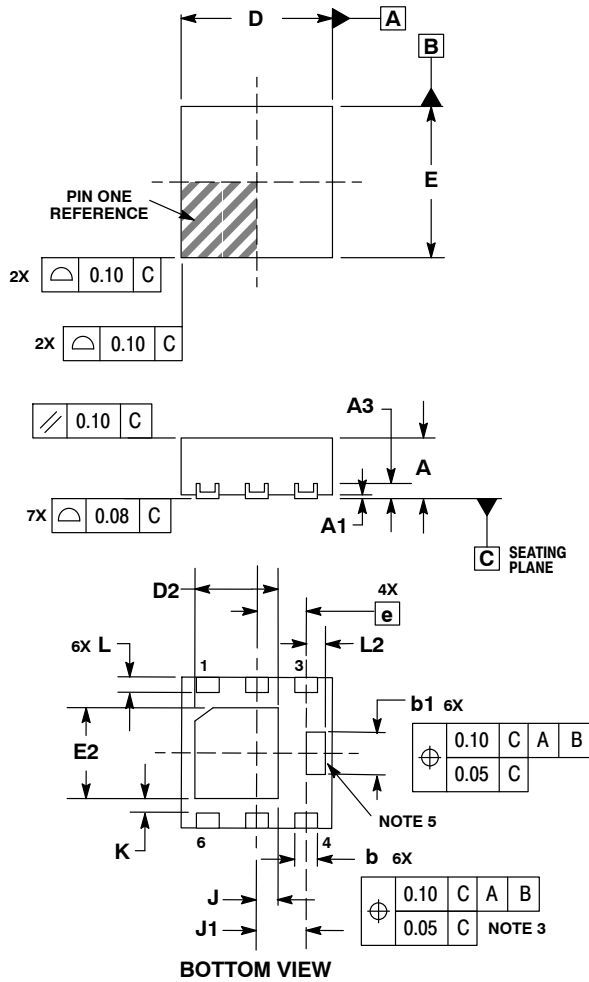 D
A
B
E
PIN ONE
REFERENCE
2X ⌓ 0.10 C
2X ⌓ 0.10 C
// 0.10 C
A3
A
7X ⌓ 0.08 C
A1
C SEATING
PLANE
D2
4X
e
6X L
L2
1
3
b1 6X
⌖ 0.10 C A B
0.05 C
E2
NOTE 5
K
6
4
b 6X
J
⌖ 0.10 C A B
0.05 C NOTE 3
J1
BOTTOM VIEW